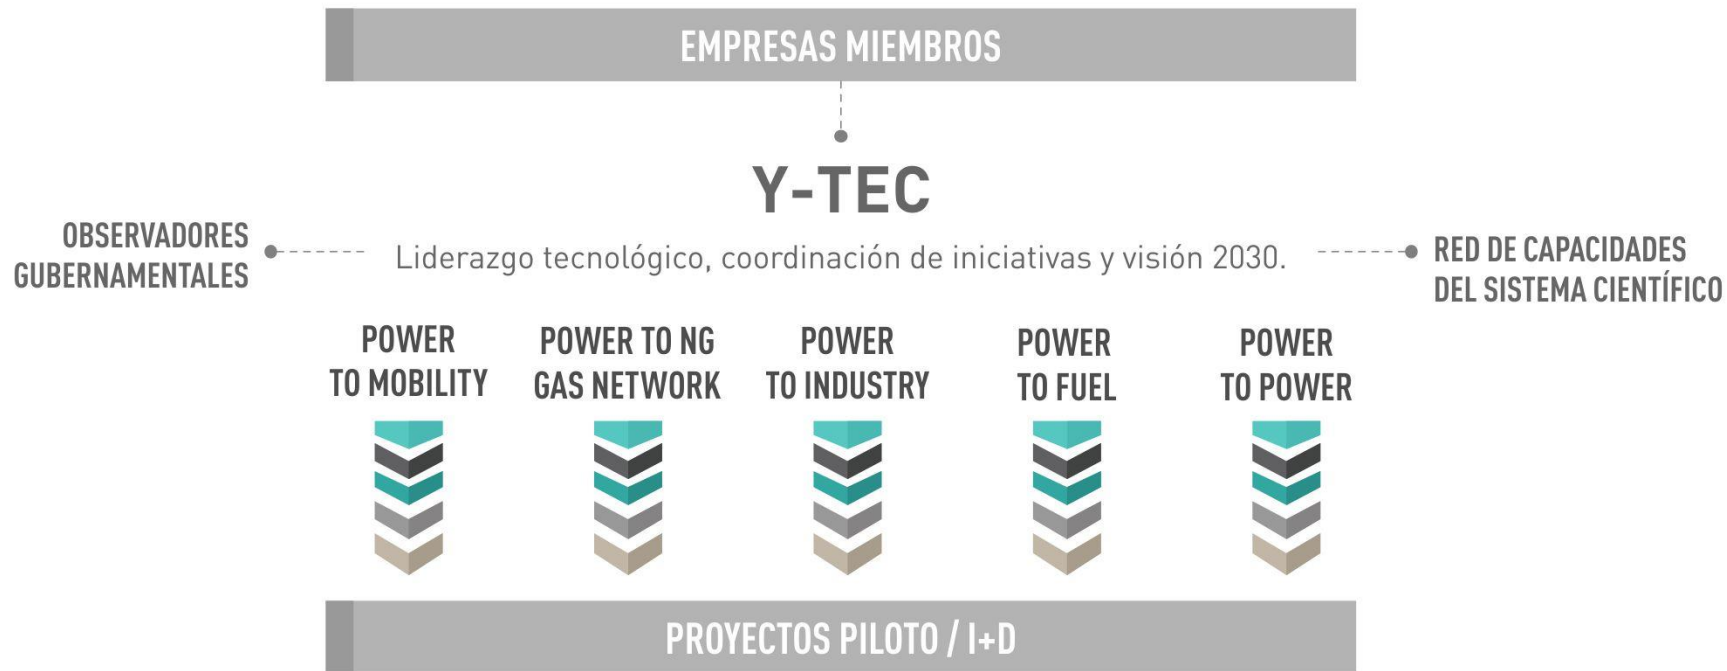 EMPRESAS MIEMBROS
Y-TEC
Liderazgo tecnológico, coordinación de iniciativas y visión 2030.
OBSERVADORES
GUBERNAMENTALES
RED DE CAPACIDADES
DEL SISTEMA CIENTÍFICO
POWER
TO MOBILITY
POWER TO NG
GAS NETWORK
POWER
TO INDUSTRY
POWER
TO FUEL
POWER
TO POWER
PROYECTOS PILOTO / I+D